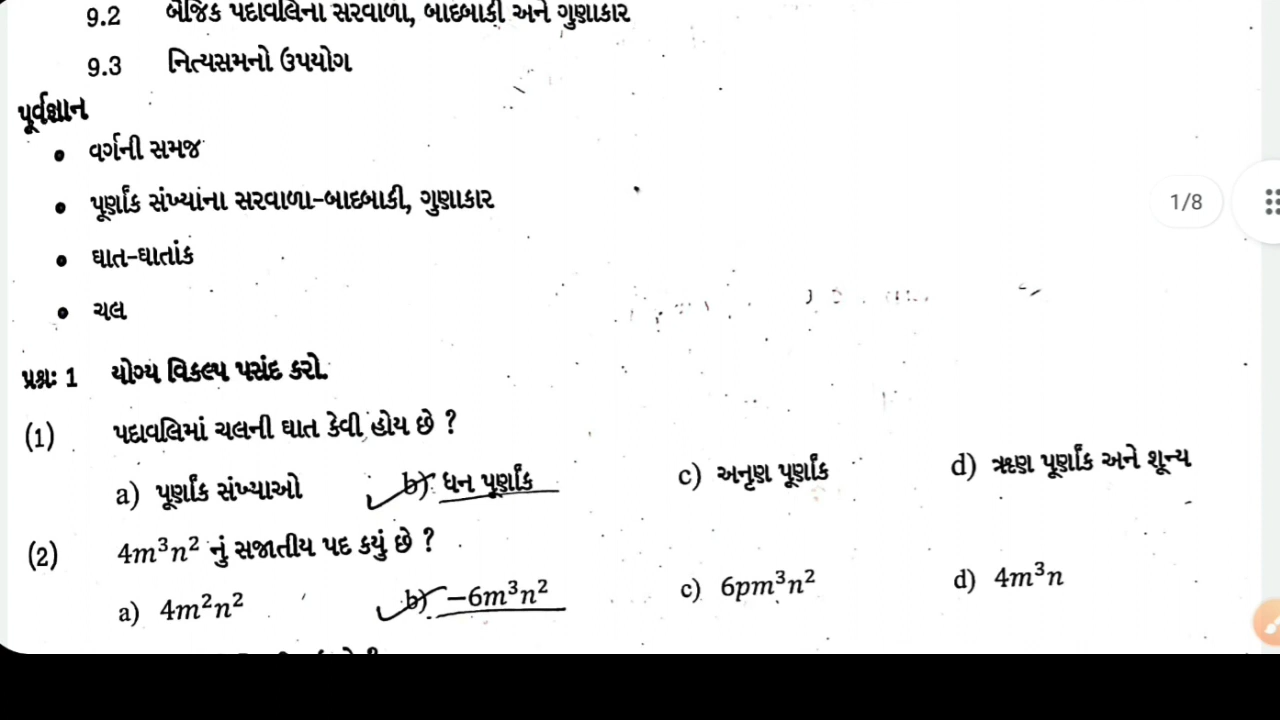 9.2 બૈજિક પદાવલિના સરવાળા, બાદબાકી અને ગુણાકાર
9.3 નિત્યસમનો ઉપયોગ
પૂર્વજ્ઞાન
• વર્ગની સમજ
• પૂર્ણાંક સંખ્યાંના સરવાળા-બાદબાકી, ગુણાકાર
• ઘાત-ઘાતાંક
• ચલ
1/8
પ્રશ્ન: 1 યોગ્ય વિકલ્પ પસંદ કરો.
(1) પદાવલિમાં ચલની ઘાત કેવી હોય છે ?
a) પૂર્ણાંક સંખ્યાઓ b) ધન પૂર્ણાંક c) અનૃણ પૂર્ણાંક d) ઋણ પૂર્ણાંક અને શૂન્ય
(2) 4m³n² નું સજાતીય પદ કયું છે ?
a) 4m²n² b) −6m³n² c) 6pm³n² d) 4m³n